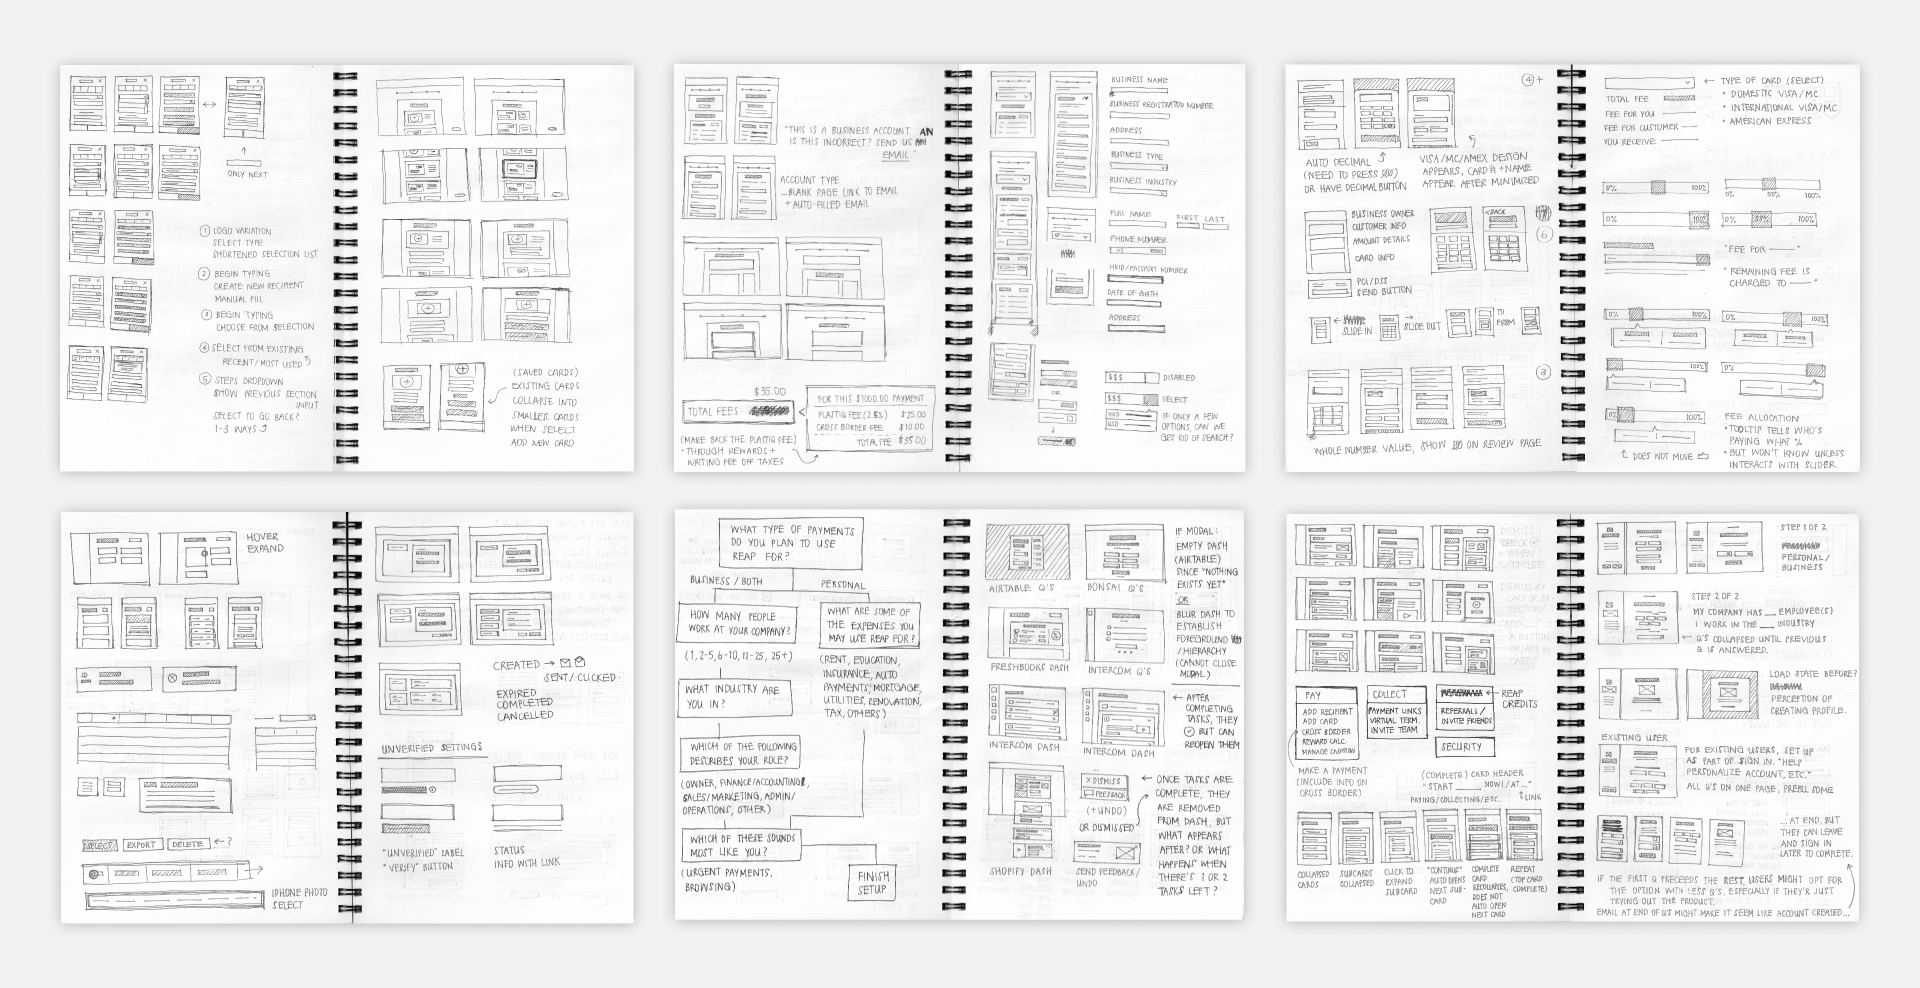 ONLY NEXT
① LOGO VARIATION
SELECT TYPE
SHORTENED SELECTION LIST
② BEGIN TYPING
CREATE NEW RECIPIENT
MANUAL FILL
③ BEGIN TYPING
CHOOSE FROM SELECTION
④ SELECT FROM EXISTING
RECENT/MOST USED
⑤ STEPS DROPDOWN
SHOW PREVIOUS SECTION
INPUT
SELECT TO GO BACK?
1-3 WAYS
(SAVED CARDS)
EXISTING CARDS
COLLAPSE INTO
SMALLER CARDS
WHEN SELECT
ADD NEW CARD
"THIS IS A BUSINESS ACCOUNT. AN
IS THIS INCORRECT? SEND US
EMAIL"
ACCOUNT TYPE
- BLANK PAGE LINK TO EMAIL
+ AUTO-FILLED EMAIL
$35.00
TOTAL FEES
FOR THIS $1000.00 PAYMENT
PLASTIQ FEE (2.5%) $25.00
CROSS BORDER FEE $10.00
TOTAL FEE $35.00
(MAKE BACK THE PLASTIQ FEE)
• THROUGH REWARDS +
WRITING FEE OFF TAXES
BUSINESS NAME
BUSINESS REGISTRATION NUMBER
ADDRESS
BUSINESS TYPE
BUSINESS INDUSTRY
FULL NAME
FIRST LAST
PHONE NUMBER
HKID/PASSPORT NUMBER
DATE OF BIRTH
ADDRESS
OR
$$$ DISABLED
$$$ SELECT
HKD
USD
IF ONLY A FEW
OPTIONS, CAN WE
GET RID OF SEARCH?
④+
AUTO DECIMAL
(NEED TO PRESS 00)
OR HAVE DECIMAL BUTTON
VISA/MC/AMEX DESIGN
APPEARS, CARD # + NAME
APPEAR AFTER MINIMIZED
BUSINESS OWNER
CUSTOMER INFO
AMOUNT DETAILS
CARD INFO
PCI/DSS
SEND BUTTON
<BACK
⑥
SLIDE IN
SLIDE OUT
TO
FROM
③
WHOLE NUMBER VALUE, SHOW .00 ON REVIEW PAGE
← TYPE OF CARD (SELECT)
• DOMESTIC VISA/MC
• INTERNATIONAL VISA/MC
• AMERICAN EXPRESS
TOTAL FEE
FEE FOR YOU
FEE FOR CUSTOMER
YOU RECEIVE
0% 100%
0% 50% 100%
0% 100%
0% 100%
"FEE FOR ___"
"REMAINING FEE IS
CHARGED TO ___"
0% 100%
0% 100%
100%
0%
0% 100%
DOES NOT MOVE
FEE ALLOCATION
• TOOLTIP TELLS WHO'S
PAYING WHAT %
• BUT WON'T KNOW UNLESS
INTERACTS WITH SLIDER
HOVER
EXPAND
SELECT EXPORT DELETE ←?
IPHONE PHOTO
SELECT
CREATED →
SENT/CLICKED
EXPIRED
COMPLETED
CANCELLED
UNVERIFIED SETTINGS
"UNVERIFIED" LABEL
"VERIFY" BUTTON
STATUS
INFO WITH LINK
WHAT TYPE OF PAYMENTS
DO YOU PLAN TO USE
REAP FOR?
BUSINESS / BOTH
PERSONAL
HOW MANY PEOPLE
WORK AT YOUR COMPANY?
(1, 2-5, 6-10, 11-25, 25+)
WHAT ARE SOME OF
THE EXPENSES YOU
MAY USE REAP FOR?
(RENT, EDUCATION,
INSURANCE, AUTO
PAYMENTS, MORTGAGE,
UTILITIES, RENOVATION,
TAX, OTHERS)
WHAT INDUSTRY ARE
YOU IN?
WHICH OF THE FOLLOWING
DESCRIBES YOUR ROLE?
(OWNER, FINANCE/ACCOUNTING,
SALES/MARKETING, ADMIN/
OPERATIONS, OTHER)
WHICH OF THESE SOUNDS
MOST LIKE YOU?
(URGENT PAYMENTS,
BROWSING)
FINISH
SETUP
AIRTABLE Q'S
BONSAI Q'S
FRESHBOOKS DASH
INTERCOM Q'S
INTERCOM DASH
INTERCOM DASH
SHOPIFY DASH
X DISMISS
FEEDBACK
(+UNDO)
OR DISMISSED
SEND FEEDBACK/
UNDO
IF MODAL:
EMPTY DASH
(AIRTABLE)
SINCE "NOTHING
EXISTS YET"
OR
BLUR DASH TO
ESTABLISH
FOREGROUND
/HIERARCHY
(CANNOT CLOSE
MODAL)
← AFTER
COMPLETING
TASKS, THEY
BUT CAN
REOPEN THEM
ONCE TASKS ARE
COMPLETE, THEY
ARE REMOVED
FROM DASH, BUT
WHAT APPEARS
AFTER? OR WHAT
HAPPENS WHEN
THERE'S 1 OR 2
TASKS LEFT?
PAY
ADD RECIPIENT
ADD CARD
CROSS BORDER
REWARD CALC.
COLLECT
PAYMENT LINKS
VIRTUAL TERM.
INVITE TEAM
← REAP
CREDITS
REFERRALS/
INVITE FRIENDS
SECURITY
MAKE A PAYMENT
(INCLUDE INFO ON
CROSS BORDER)
(COMPLETE) CARD HEADER
"START ___ NOW!/AT..."
PAYING/COLLECTING/ETC. LINK
COLLAPSED
CARDS
SUBCARDS
COLLAPSED
CLICK TO
EXPAND
SUBCARD
"CONTINUE"
AUTO OPENS
NEXT SUB-
CARD
COMPLETE
CARD
RECOLLAPSES,
DOES NOT
AUTO OPEN
NEXT CARD
REPEAT
(TOP CARD
COMPLETE)
STEP 1 OF 2
PERSONAL/
BUSINESS
STEP 2 OF 2
MY COMPANY HAS ___ EMPLOYEE(S)
I WORK IN THE ___ INDUSTRY
← Q'S COLLAPSED UNTIL PREVIOUS
Q IS ANSWERED.
LOAD STATE BEFORE?
PERCEPTION OF
CREATING PROFILE.
EXISTING USER
FOR EXISTING USERS, SET UP
AS PART OF SIGN IN. "HELP
PERSONALIZE ACCOUNT, ETC."
ALL Q'S ON ONE PAGE, PREFILL SOME
...AT END, BUT
THEY CAN LEAVE
AND SIGN IN
LATER TO COMPLETE.
IF THE FIRST Q PRECEEDS THE REST, USERS MIGHT OPT FOR
THE OPTION WITH LESS Q'S, ESPECIALLY IF THEY'RE JUST
TRYING OUT THE PRODUCT.
EMAIL AT END OF Q'S MIGHT MAKE IT SEEM LIKE ACCOUNT CREATED...